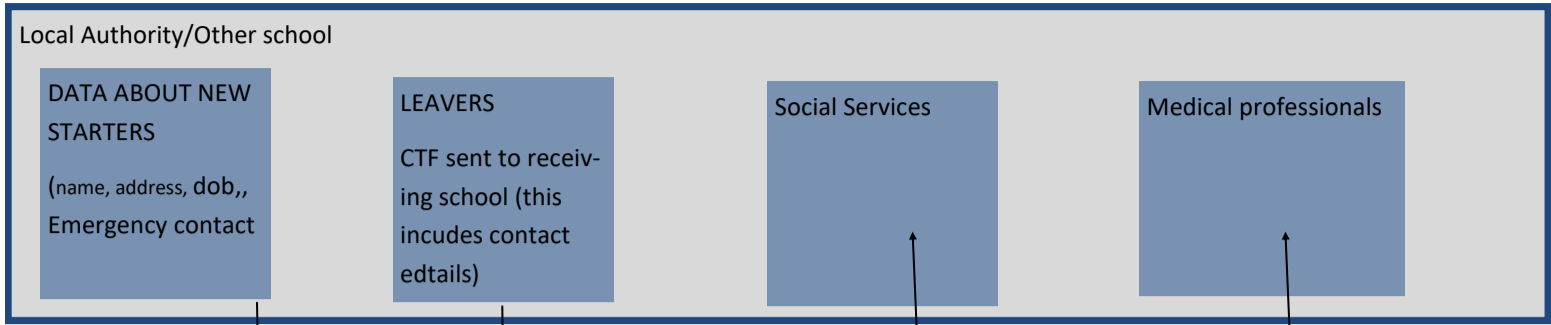 Local Authority/Other school
DATA ABOUT NEW
STARTERS
(name, address, dob,,
Emergency contact
LEAVERS
CTF sent to receiv-
ing school (this
incudes contact
edtails)
Social Services
Medical professionals